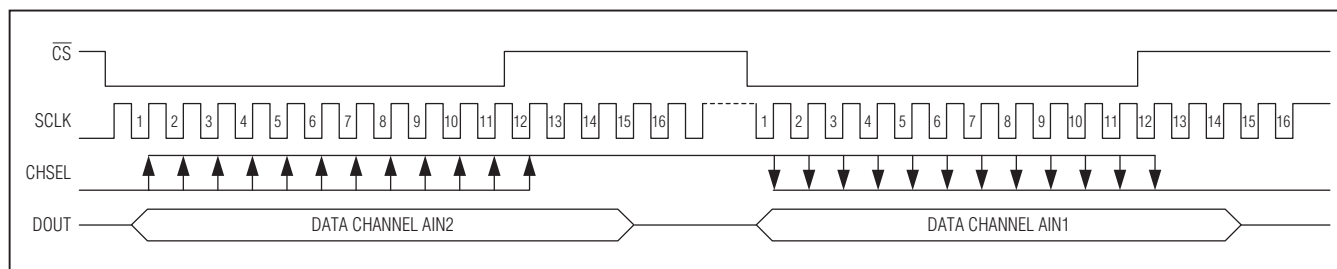 CS
SCLK 1 2 3 4 5 6 7 8 9 10 11 12 13 14 15 16 1 2 3 4 5 6 7 8 9 10 11 12 13 14 15 16
CHSEL
DOUT DATA CHANNEL AIN2 DATA CHANNEL AIN1